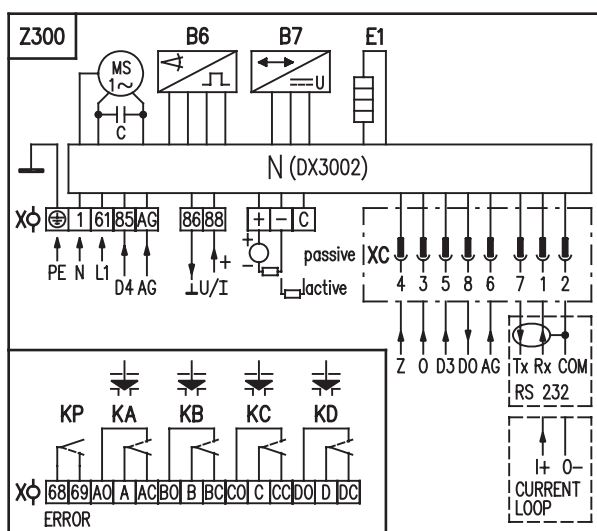 Z300 B6 B7 E1
MS
1~
C
U
N (DX3002)
X 1 61 85 AG 86 88 + − C
PE N L1
D4 AG
⊥U/I +
+
−
passive
active
XC
4 3 5 8 6 7 1 2
Z O D3 DO AG Tx Rx COM
RS 232
I+ O-
CURRENT
LOOP
KP KA KB KC KD
X 68 69 AO A AC BO B BC CO C CC DO D DC
ERROR